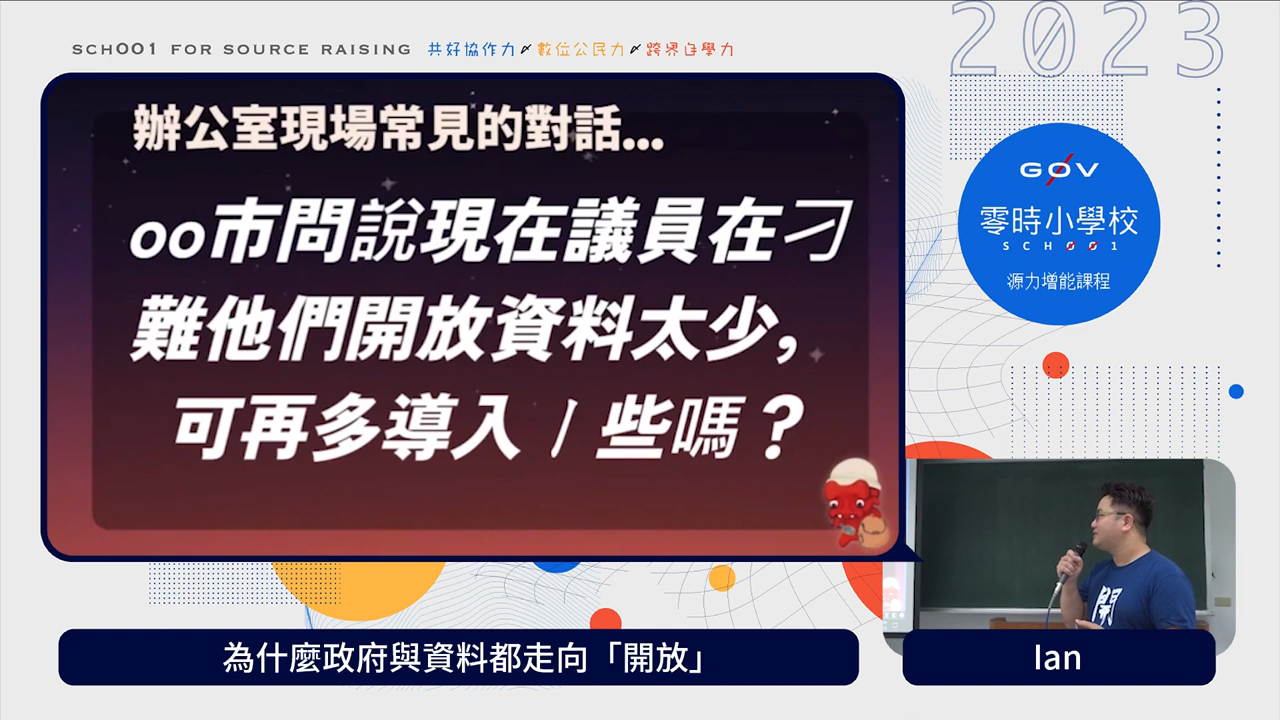 SCH001 FOR SOURCE RAISING 共好協作力 數位公民力 跨界自學力
2023
辦公室現場常見的對話...
oo市問說現在議員在刁
難他們開放資料太少,
可再多導入一些嗎?
G0V
零時小學校
SCH001
源力增能課程
開
為什麼政府與資料都走向「開放」
Ian